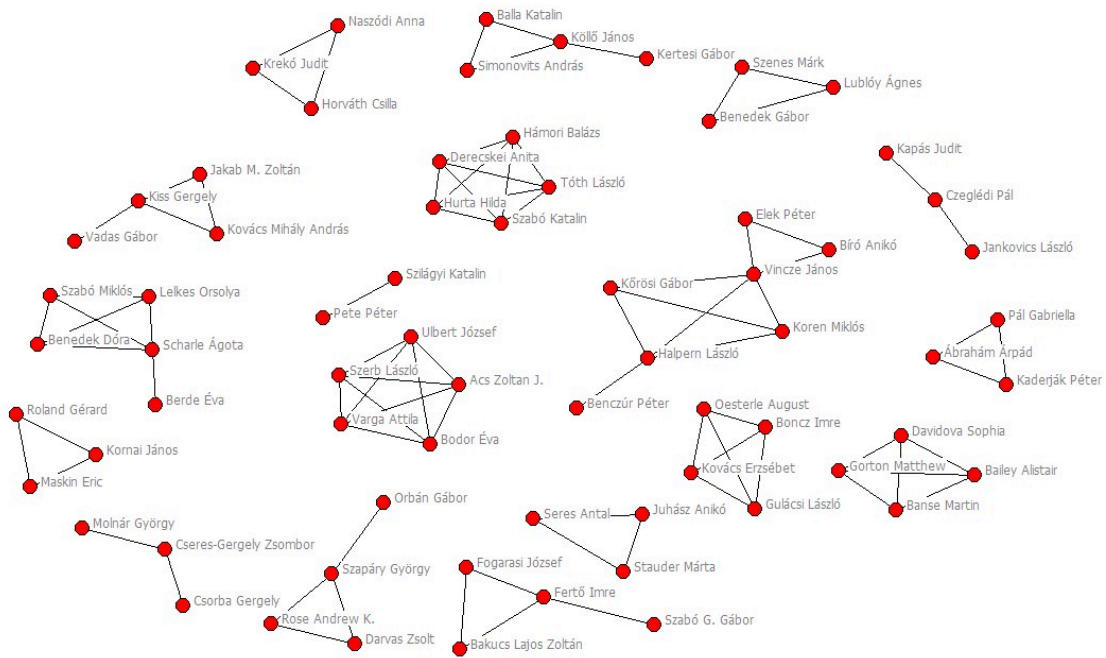 Naszódi Anna
Krekó Judit
Horváth Csilla
Balla Katalin
Köllő János
Simonovits András
Kertesi Gábor
Szenes Márk
Lublóy Ágnes
Benedek Gábor
Hámori Balázs
Derecskei Anita
Tóth László
Hurta Hilda
Szabó Katalin
Kapás Judit
Czeglédi Pál
Jankovics László
Jakab M. Zoltán
Kiss Gergely
Kovács Mihály András
Vadas Gábor
Elek Péter
Bíró Anikó
Vincze János
Kőrösi Gábor
Koren Miklós
Halpern László
Benczúr Péter
Szilágyi Katalin
Pete Péter
Szabó Miklós
Lelkes Orsolya
Benedek Dóra
Scharle Ágota
Berde Éva
Ulbert József
Szerb László
Acs Zoltan J.
Varga Attila
Bodor Éva
Pál Gabriella
Ábrahám Árpád
Kaderják Péter
Roland Gérard
Kornai János
Maskin Eric
Oesterle August
Boncz Imre
Kovács Erzsébet
Gulácsi László
Davidova Sophia
Gorton Matthew
Bailey Alistair
Banse Martin
Molnár György
Cseres-Gergely Zsombor
Csorba Gergely
Orbán Gábor
Szapáry György
Rose Andrew K.
Darvas Zsolt
Seres Antal
Juhász Anikó
Stauder Márta
Fogarasi József
Fertő Imre
Szabó G. Gábor
Bakucs Lajos Zoltán